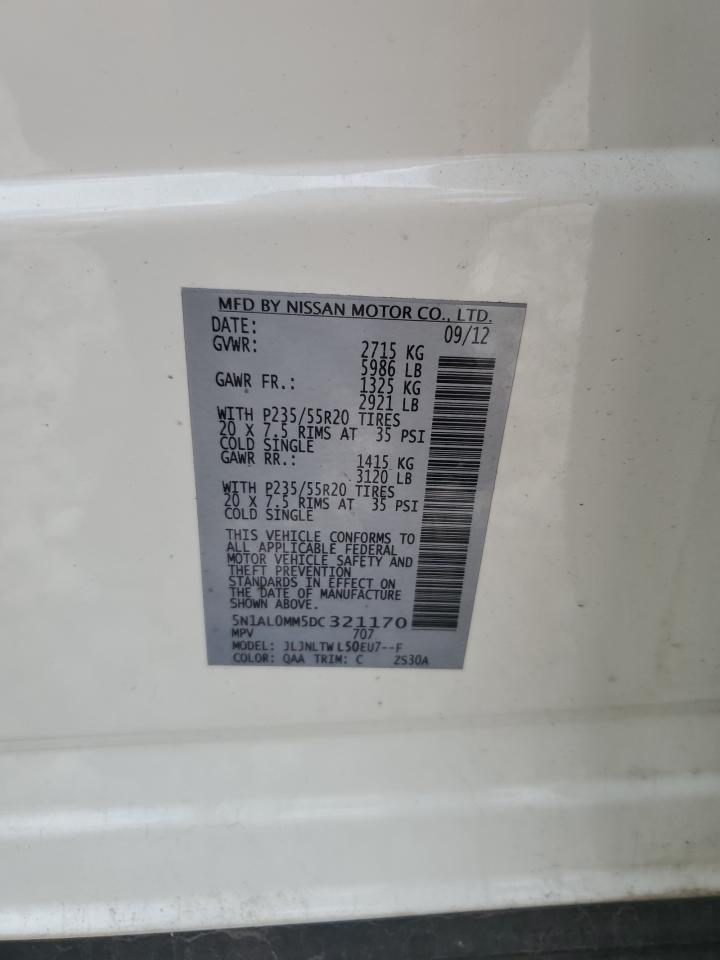 MFD BY NISSAN MOTOR CO., LTD.
DATE: 09/12
GVWR: 2715 KG
5986 LB
GAWR FR.: 1325 KG
2921 LB
WITH P235/55R20 TIRES
20 X 7.5 RIMS AT 35 PSI
COLD SINGLE
GAWR RR.: 1415 KG
3120 LB
WITH P235/55R20 TIRES
20 X 7.5 RIMS AT 35 PSI
COLD SINGLE
THIS VEHICLE CONFORMS TO
ALL APPLICABLE FEDERAL
MOTOR VEHICLE SAFETY AND
THEFT PREVENTION
STANDARDS IN EFFECT ON
THE DATE OF MANUFACTURE
SHOWN ABOVE.
5N1AL0MM5DC321170
MPV 707
MODEL: JLJNLTWL50EU7--F
COLOR: QAA TRIM: C 2S30A